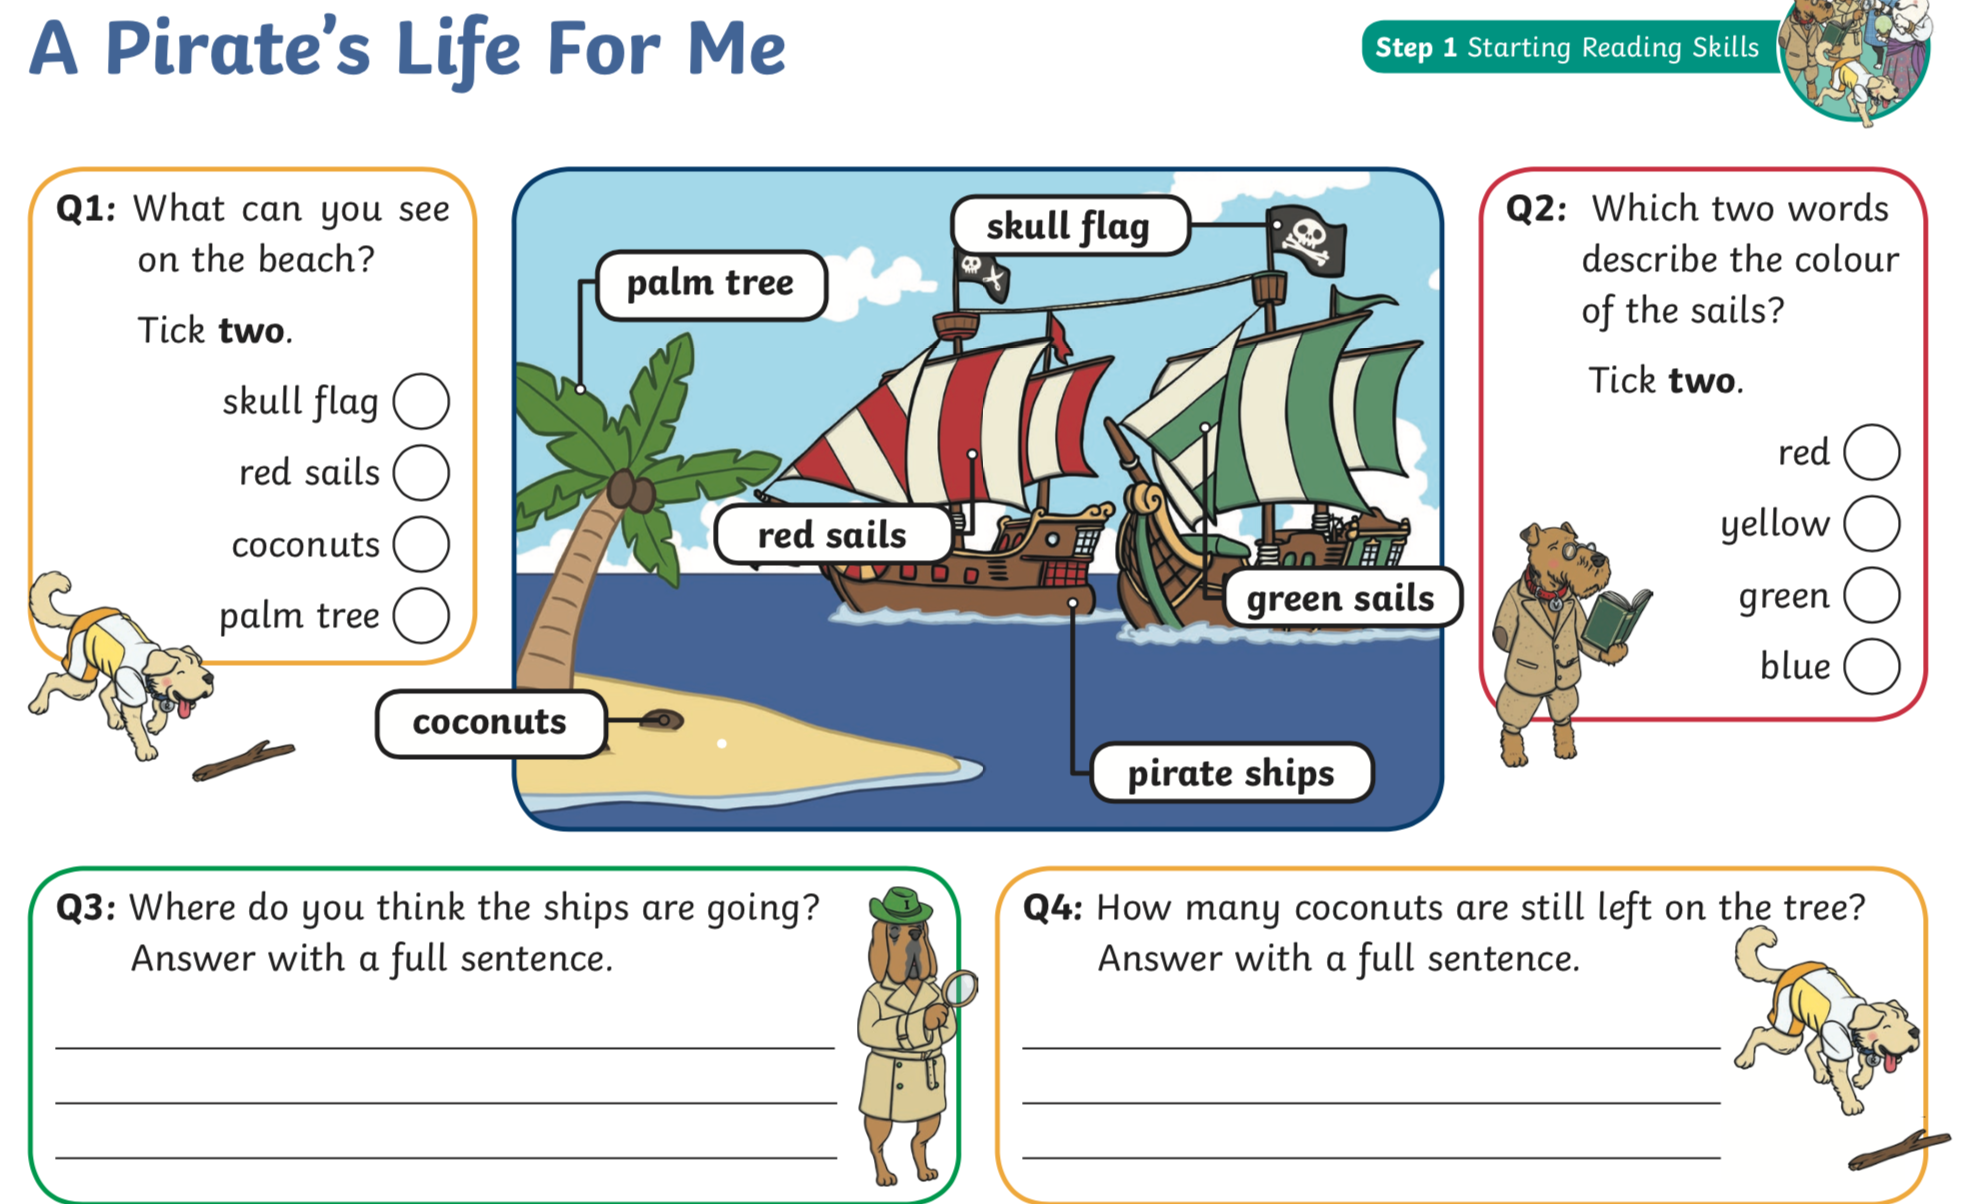 A Pirate's Life For Me
Step 1 Starting Reading Skills
Q1: What can you see
on the beach?
Tick two.
skull flag
red sails
coconuts
palm tree
skull flag
palm tree
red sails
green sails
coconuts
pirate ships
Q2: Which two words
describe the colour
of the sails?
Tick two.
red
yellow
green
blue
Q3: Where do you think the ships are going?
Answer with a full sentence.
I
Q4: How many coconuts are still left on the tree?
Answer with a full sentence.